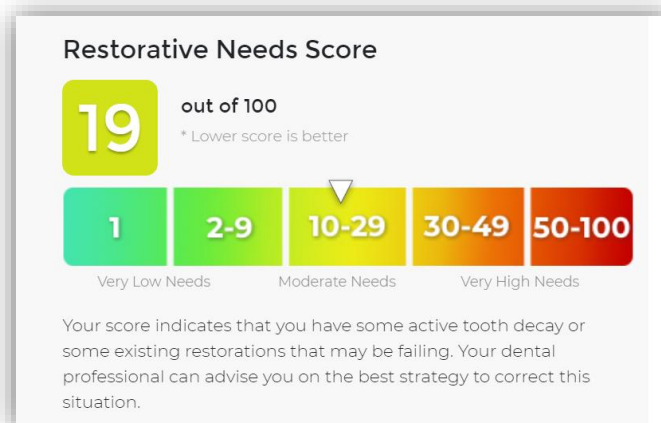 Restorative Needs Score
19
out of 100
* Lower score is better
1 2-9 10-29 30-49 50-100
Very Low Needs Moderate Needs Very High Needs
Your score indicates that you have some active tooth decay or
some existing restorations that may be failing. Your dental
professional can advise you on the best strategy to correct this
situation.